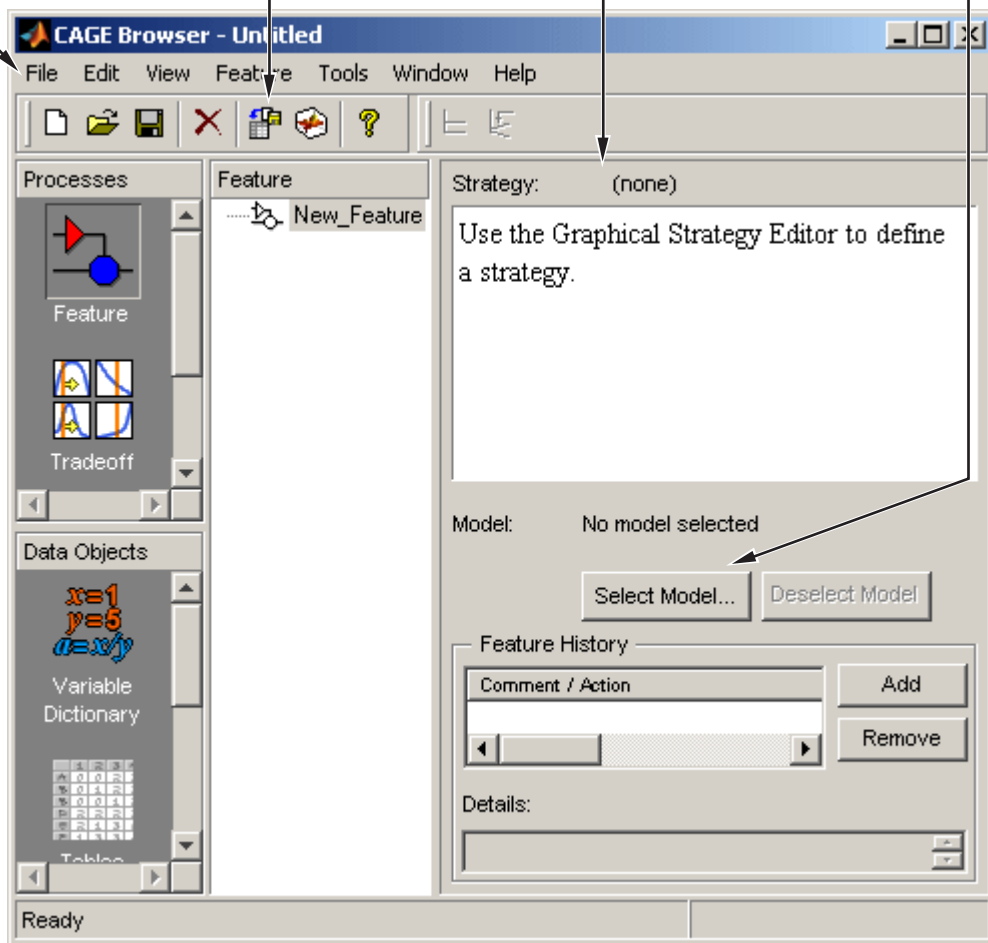 CAGE Browser - Untitled
File Edit View Feature Tools Window Help
Processes
Feature
Tradeoff
Data Objects
x=1
y=5
a=x/y
Variable
Dictionary
Tables
Feature
New_Feature
Strategy: (none)
Use the Graphical Strategy Editor to define
a strategy.
Model: No model selected
Select Model... Deselect Model
Feature History
Comment / Action
Add
Remove
Details:
Ready